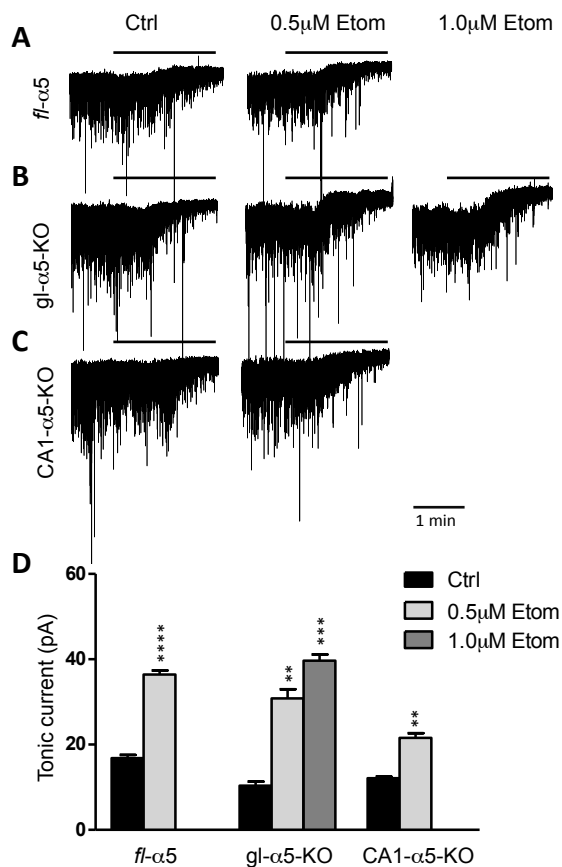 A Ctrl 0.5μM Etom 1.0μM Etom
fl-α5
B
gl-α5-KO
C
CA1-α5-KO
1 min
D
60
40
20
0
Tonic current (pA)
****
**
***
**
Ctrl
0.5μM Etom
1.0μM Etom
fl-α5 gl-α5-KO CA1-α5-KO